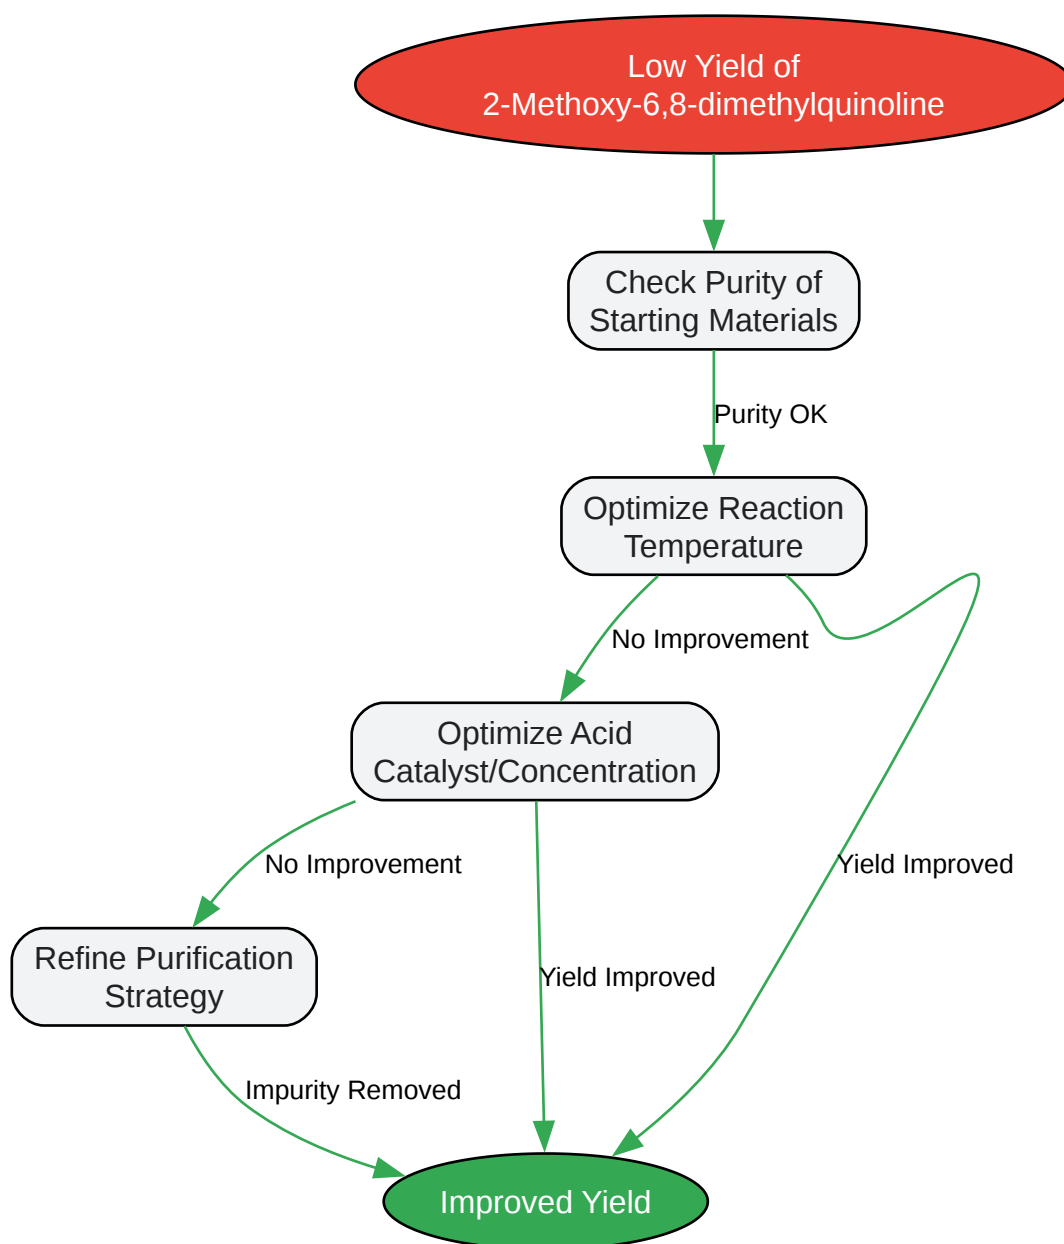 Low Yield of
2-Methoxy-6,8-dimethylquinoline
Check Purity of
Starting Materials
Purity OK
Optimize Reaction
Temperature
No Improvement
Optimize Acid
Catalyst/Concentration
No Improvement
Yield Improved
Refine Purification
Strategy
Yield Improved
Impurity Removed
Improved Yield